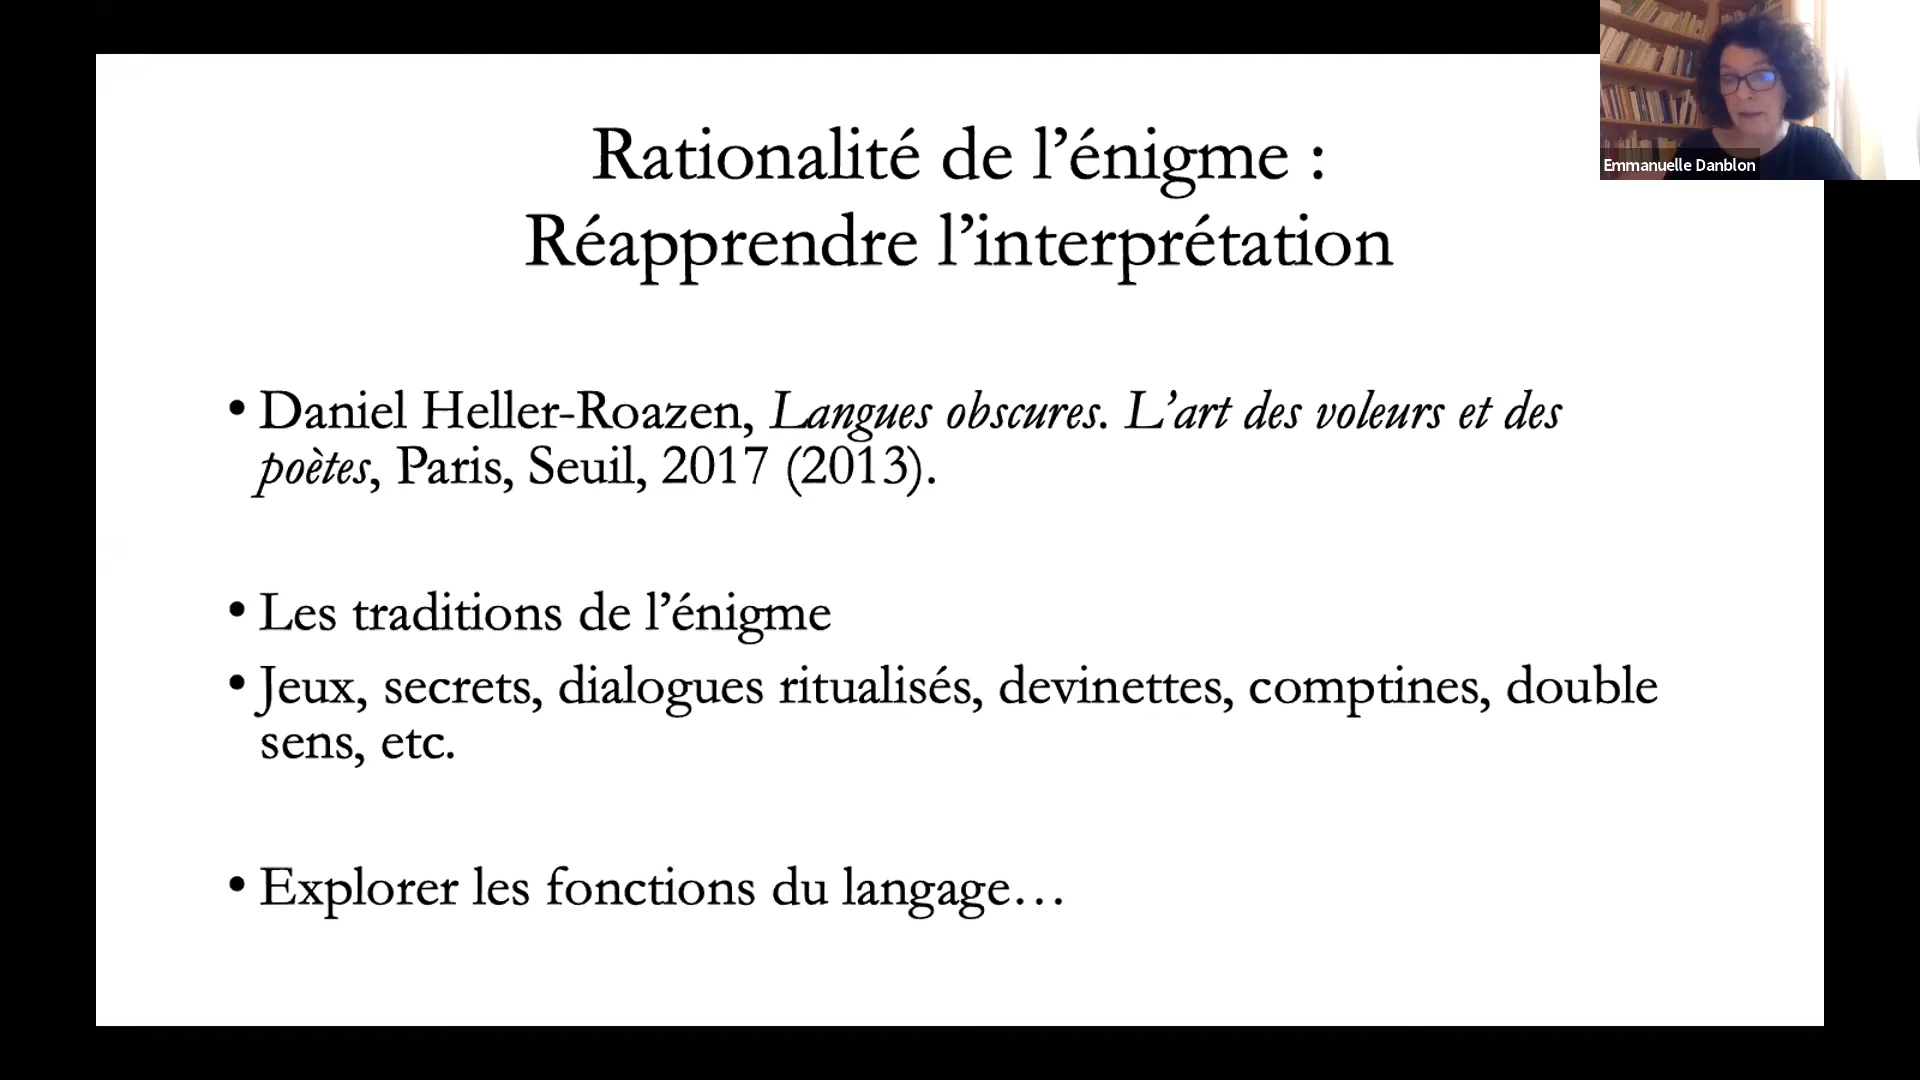 Rationalité de l’énigme :
Réapprendre l’interprétation
• Daniel Heller-Roazen, Langues obscures. L’art des voleurs et des
poètes, Paris, Seuil, 2017 (2013).
• Les traditions de l’énigme
• Jeux, secrets, dialogues ritualisés, devinettes, comptines, double
sens, etc.
• Explorer les fonctions du langage…
Emmanuelle Danblon